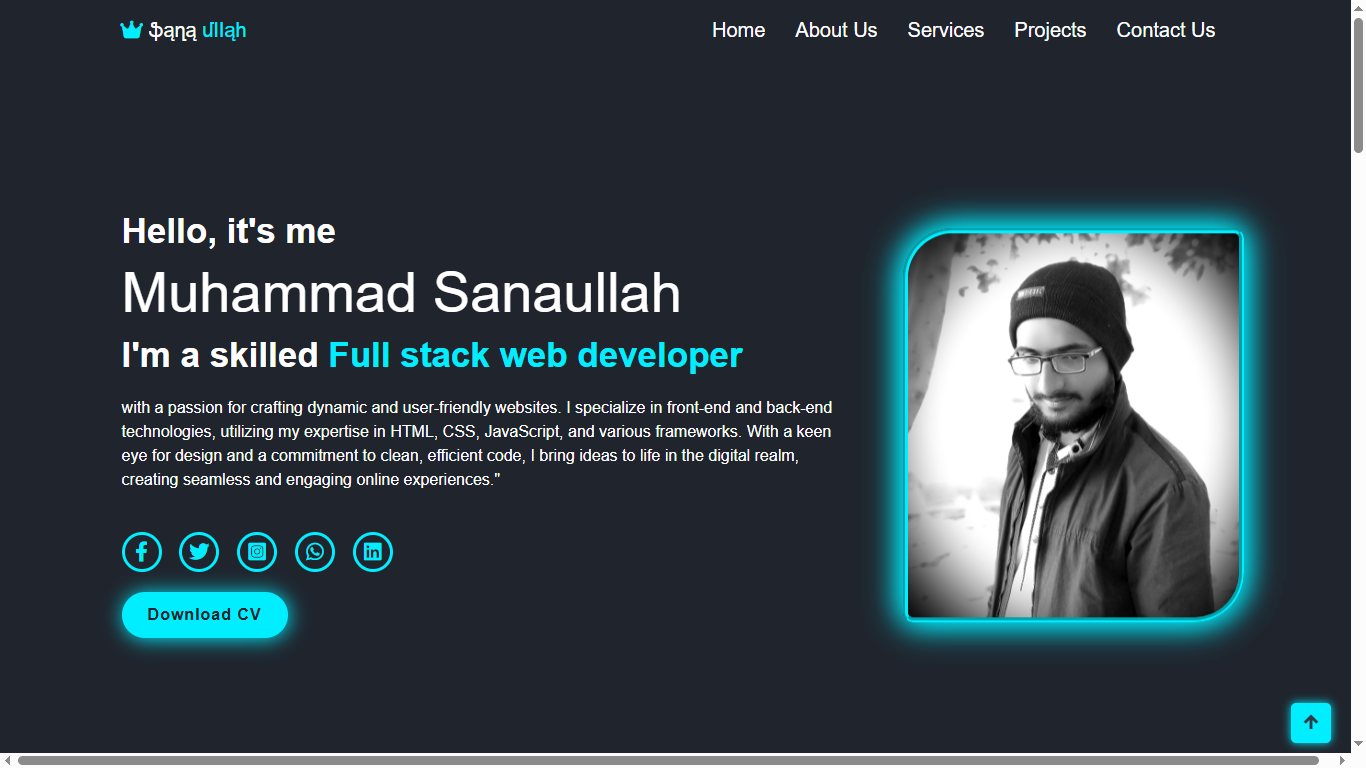 Home About Us Services Projects Contact Us
Hello, it's me
Muhammad Sanaullah
I'm a skilled Full stack web developer
with a passion for crafting dynamic and user-friendly websites. I specialize in front-end and back-end
technologies, utilizing my expertise in HTML, CSS, JavaScript, and various frameworks. With a keen
eye for design and a commitment to clean, efficient code, I bring ideas to life in the digital realm,
creating seamless and engaging online experiences."
Download CV